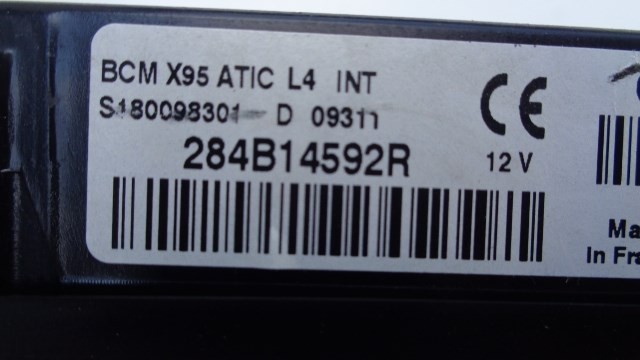 BCM X95 ATIC L4 INT
S180098301 D 09311
284B14592R
CE
12 V
Ma
In Fra